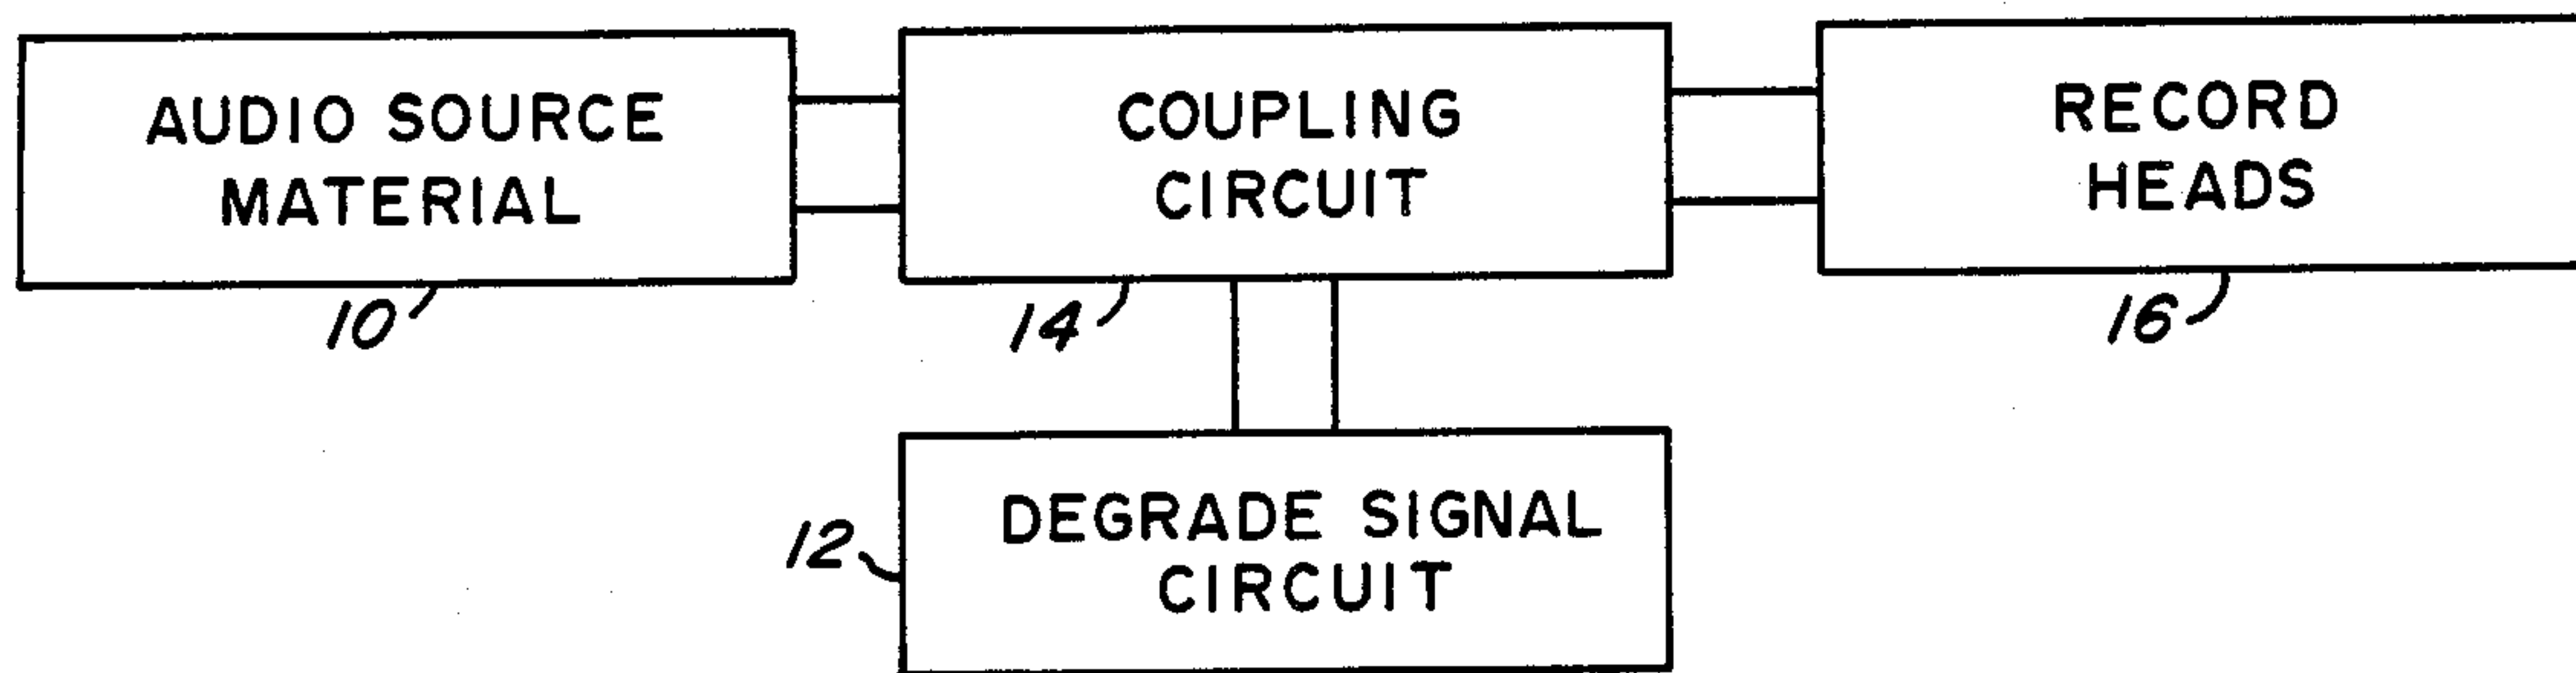 AUDIO SOURCE
MATERIAL
10
COUPLING
CIRCUIT
14
RECORD
HEADS
16
DEGRADE SIGNAL
CIRCUIT
12